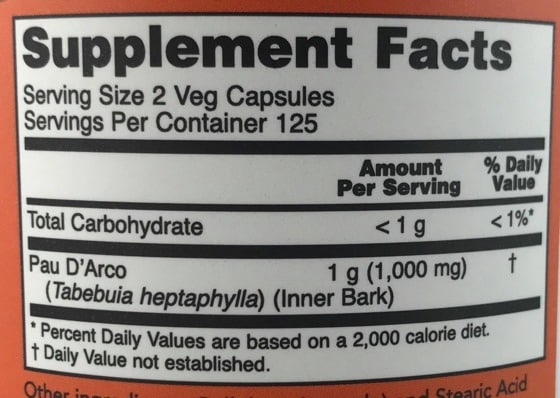 Supplement Facts
Serving Size 2 Veg Capsules
Servings Per Container 125
Amount Per Serving % Daily Value
Total Carbohydrate < 1 g < 1%*
Pau D'Arco 1 g (1,000 mg) †
(Tabebuia heptaphylla) (Inner Bark)
* Percent Daily Values are based on a 2,000 calorie diet.
† Daily Value not established.
Other and Stearic Acid